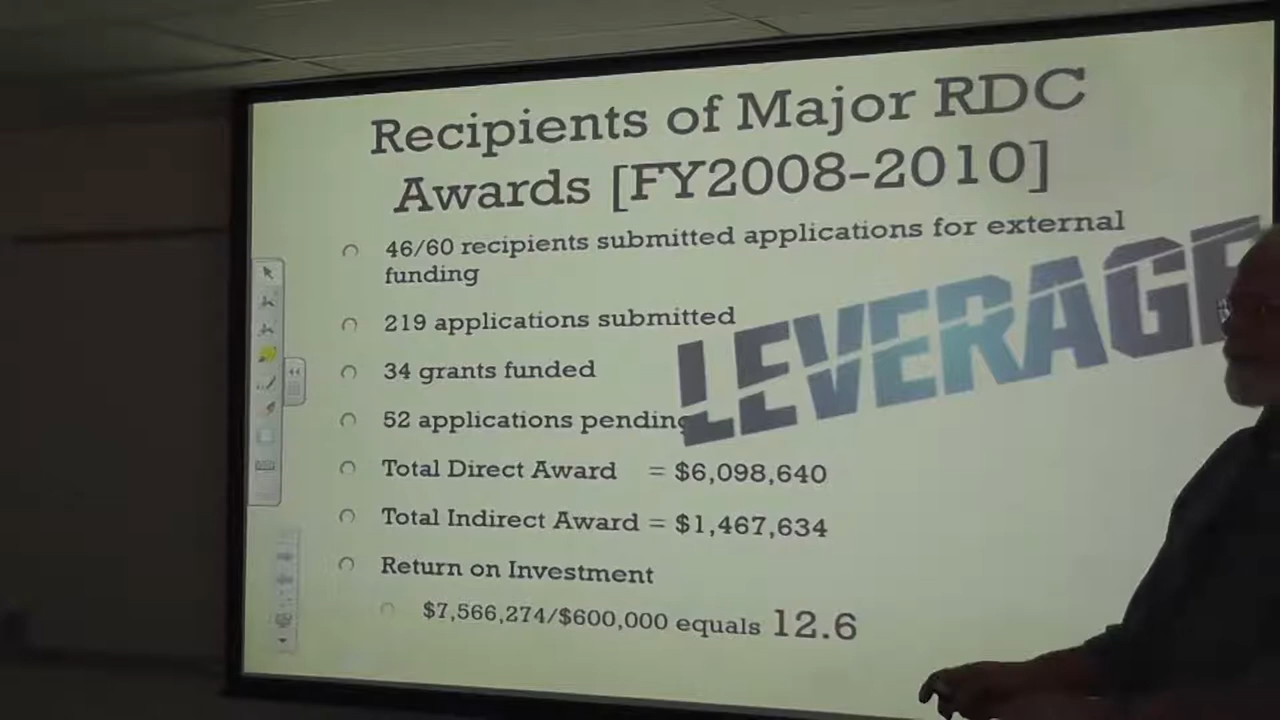 Recipients of Major RDC
Awards [FY2008-2010]
46/60 recipients submitted applications for external
funding
219 applications submitted
34 grants funded
52 applications pending
LEVERAGE
Total Direct Award = $6,098,640
Total Indirect Award = $1,467,634
Return on Investment
$7,566,274/$600,000 equals 12.6